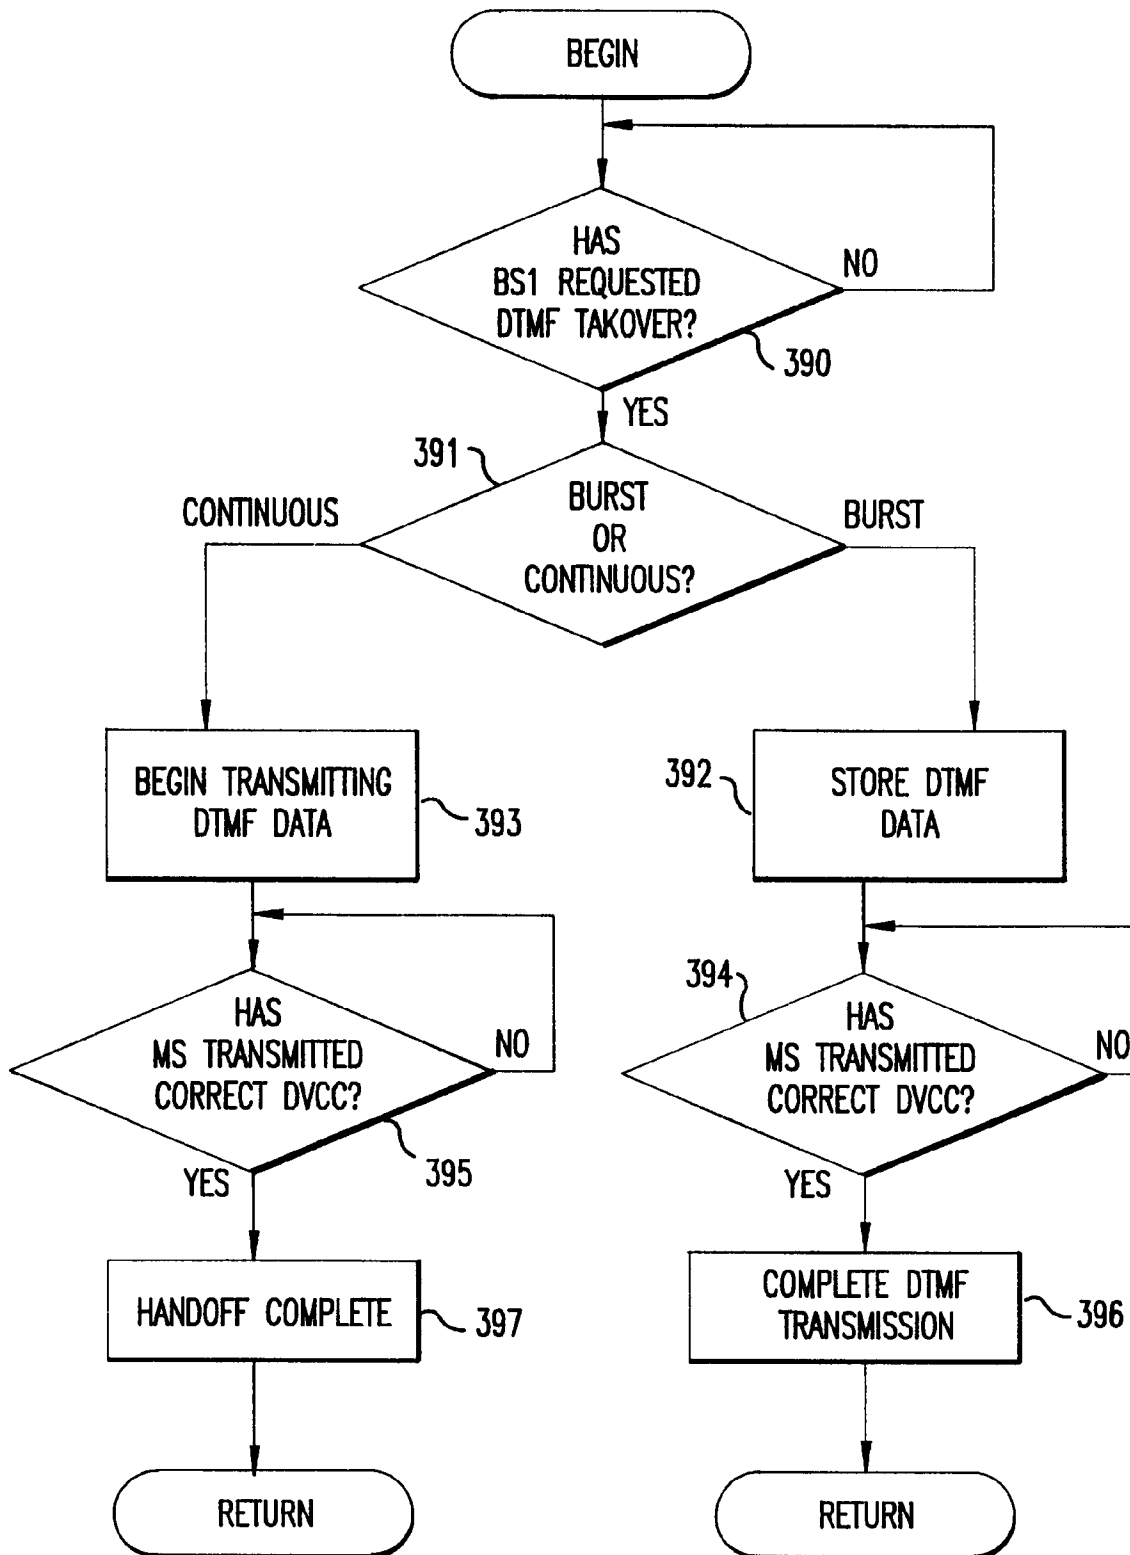 BEGIN
HAS
BS1 REQUESTED
DTMF TAKOVER?
NO
390
YES
391
BURST
OR
CONTINUOUS?
CONTINUOUS
BURST
BEGIN TRANSMITTING
DTMF DATA
393
392
STORE DTMF
DATA
HAS
MS TRANSMITTED
CORRECT DVCC?
NO
395
YES
394
HAS
MS TRANSMITTED
CORRECT DVCC?
NO
YES
HANDOFF COMPLETE
397
COMPLETE DTMF
TRANSMISSION
396
RETURN
RETURN